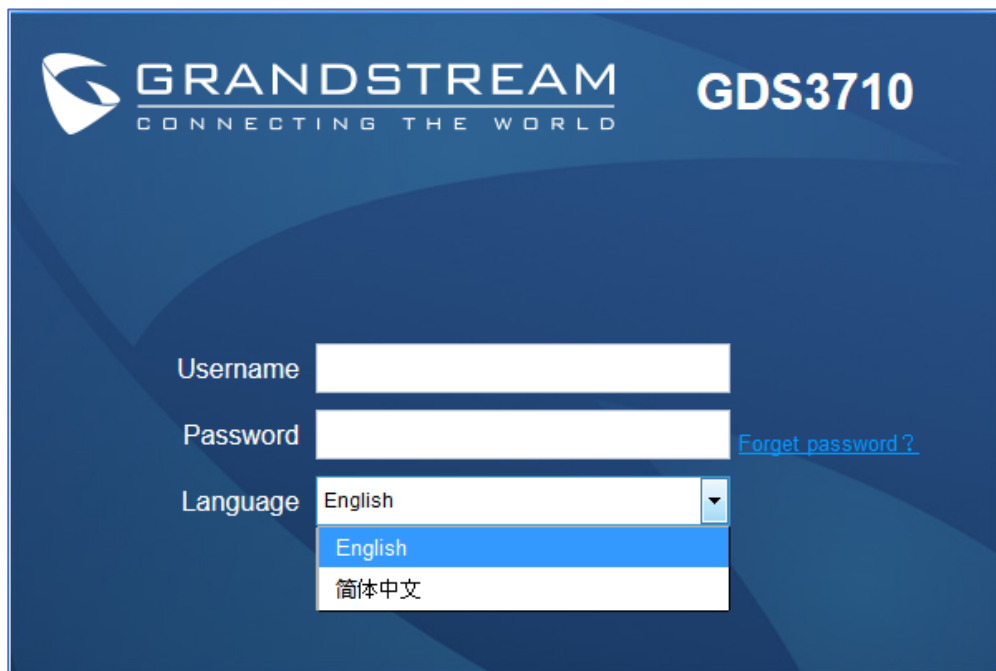 GRANDSTREAM
CONNECTING THE WORLD
GDS3710
Username
Password
Forget password?
Language
English
English
简体中文